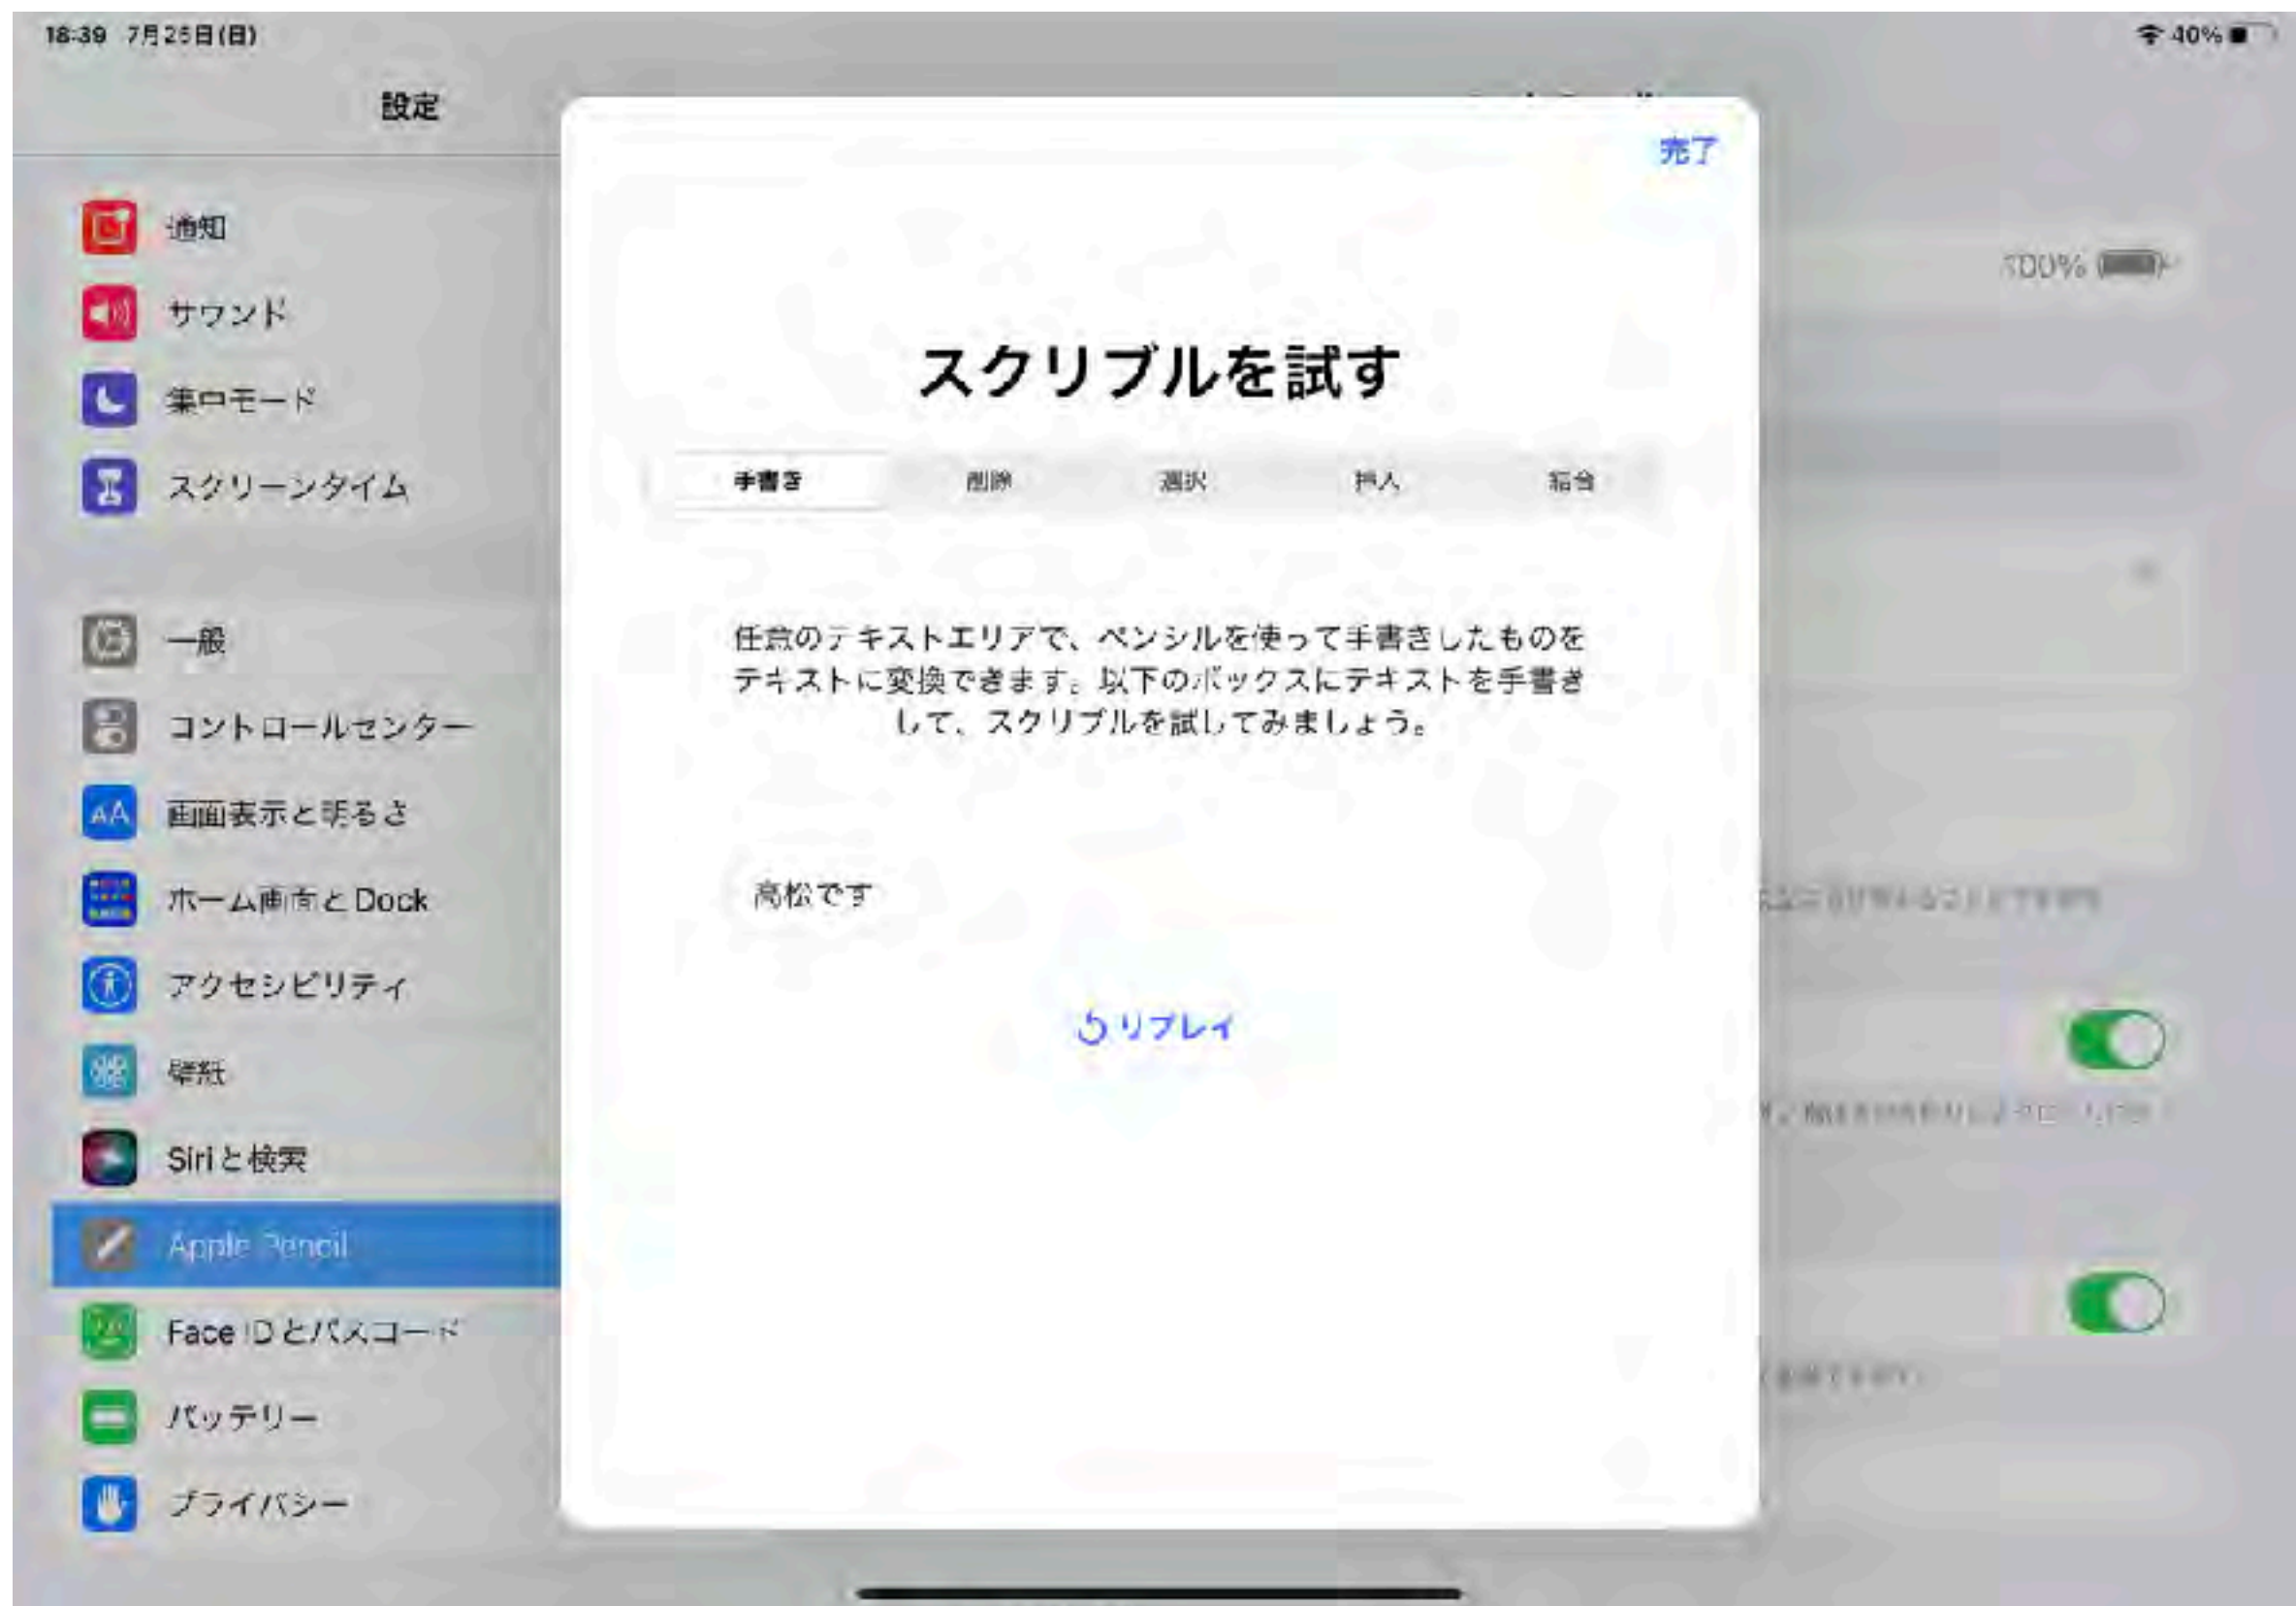 18:39 7月25日(日)
40%
設定
完了
通知
サウンド
集中モード
スクリーンタイム
一般
コントロールセンター
画面表示と明るさ
ホーム画面とDock
アクセシビリティ
壁紙
Siriと検索
Apple Pencil
Face IDとパスコード
バッテリー
プライバシー
スクリブルを試す
手書き 削除 選択 挿入 結合
任意のテキストエリアで、ペンシルを使って手書きしたものを
テキストに変換できます。以下のボックスにテキストを手書き
して、スクリブルを試してみましょう。
高松です
リプレイ
100%